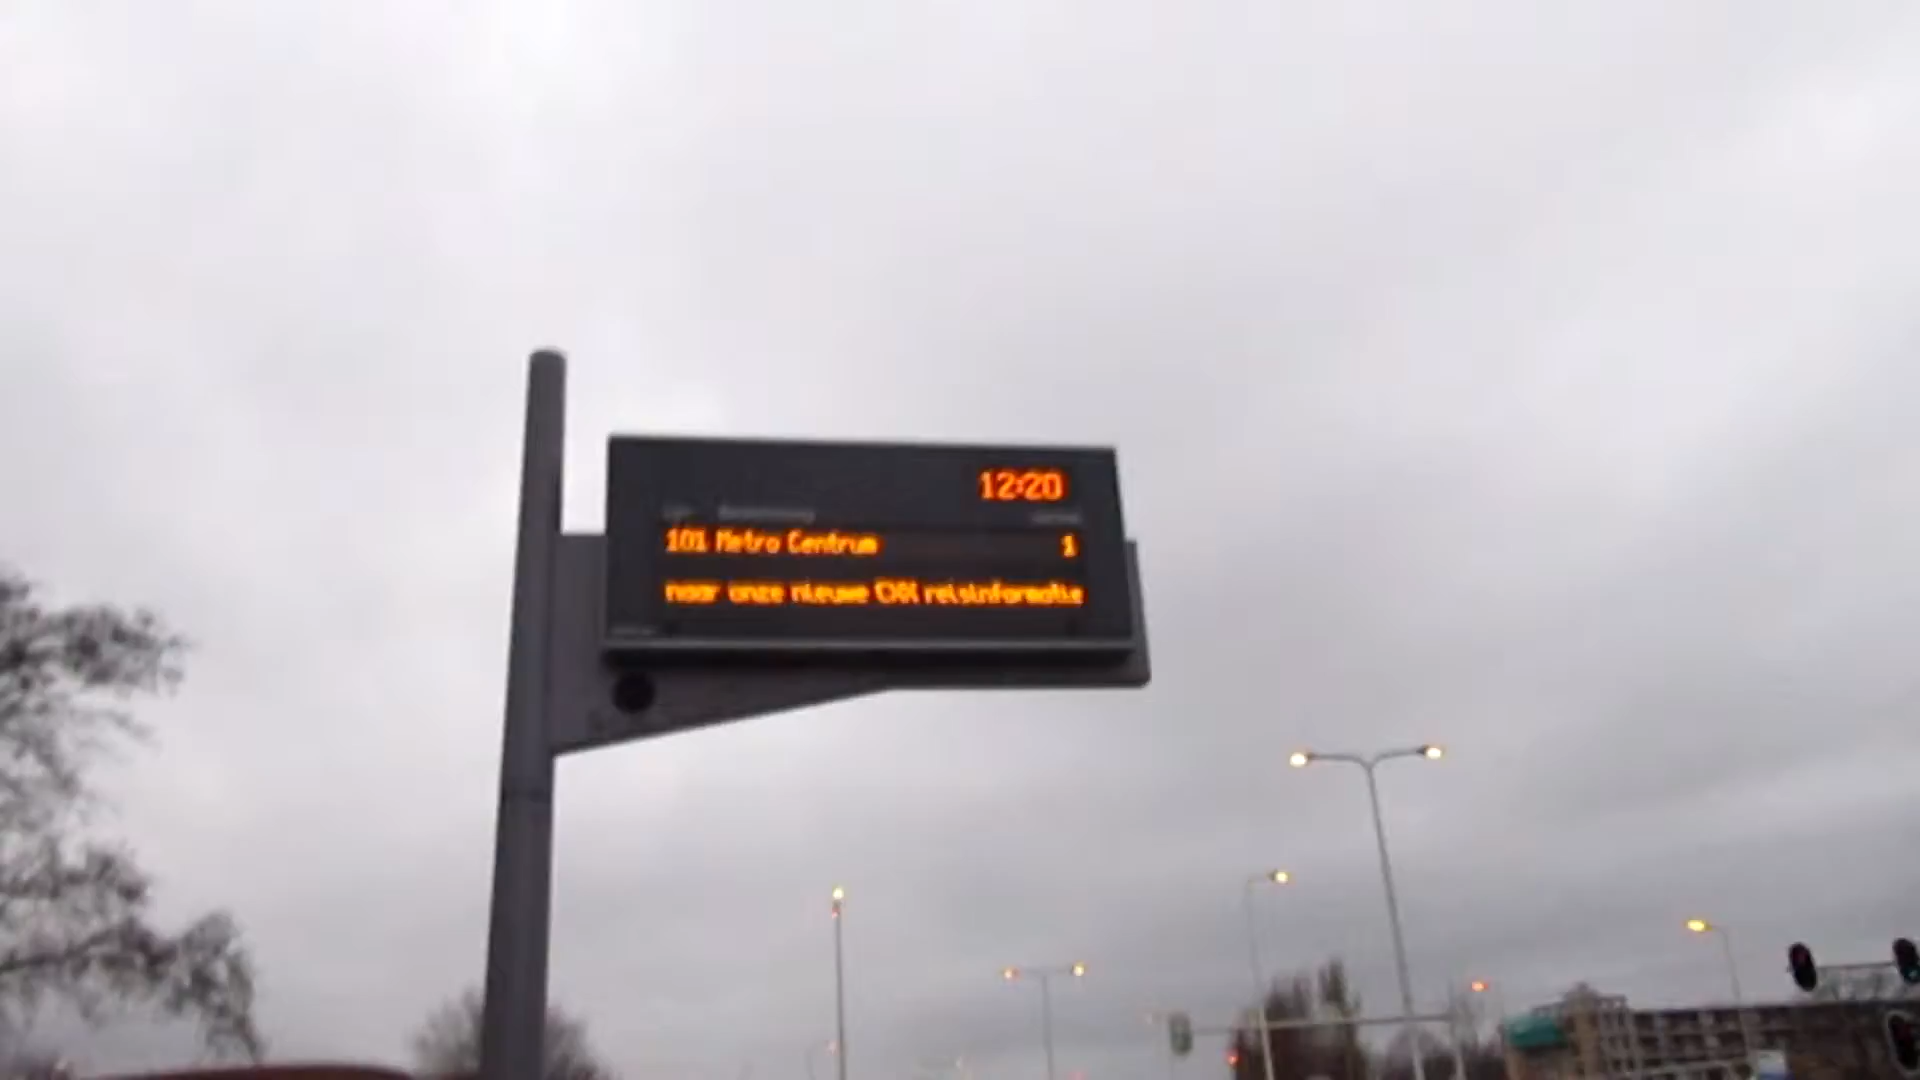 12:20
101 Metro Centrum 1
naar onze nieuwe reisinformatie